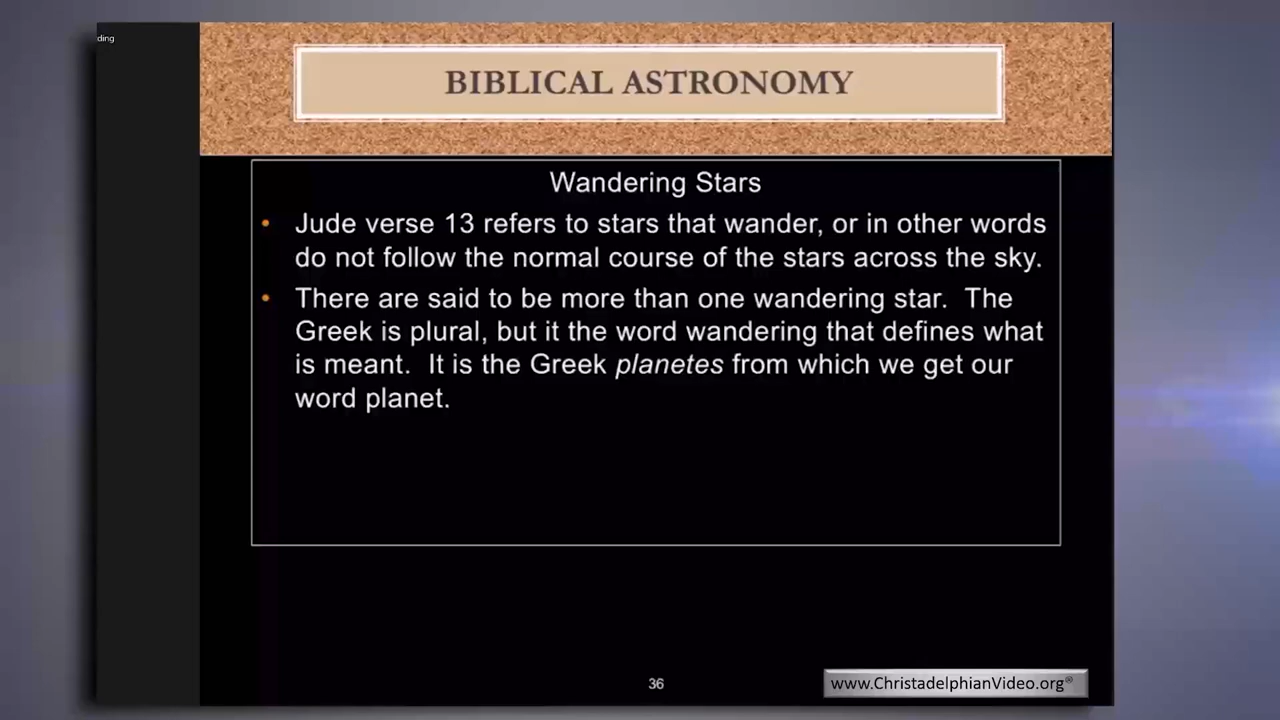 ding
BIBLICAL ASTRONOMY
Wandering Stars
• Jude verse 13 refers to stars that wander, or in other words
do not follow the normal course of the stars across the sky.
• There are said to be more than one wandering star. The
Greek is plural, but it the word wandering that defines what
is meant. It is the Greek planetes from which we get our
word planet.
36
www.ChristadelphianVideo.org®